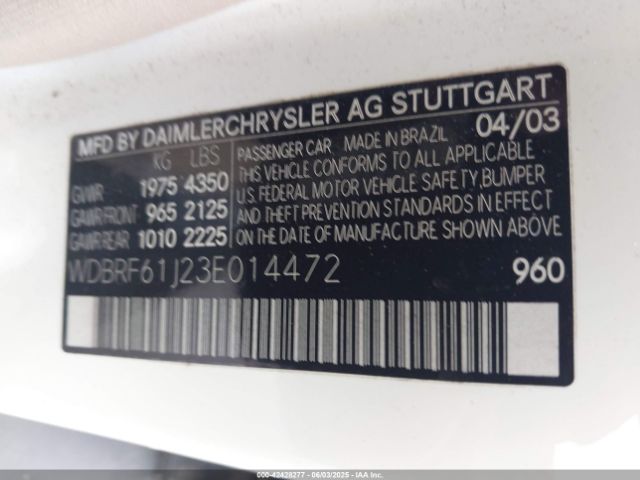 MFD BY DAIMLERCHRYSLER AG STUTTGART
KG LBS PASSENGER CAR MADE IN BRAZIL 04/03
GVWR 1975 4350 THIS VEHICLE CONFORMS TO ALL APPLICABLE
GAWR FRONT 965 2125 U.S. FEDERAL MOTOR VEHICLE SAFETY, BUMPER
GAWR REAR 1010 2225 AND THEFT PREVENTION STANDARDS IN EFFECT
ON THE DATE OF MANUFACTURE SHOWN ABOVE
WDBRF61J23E014472 960
000-42428277 - 06/03/2025 - IAA Inc.